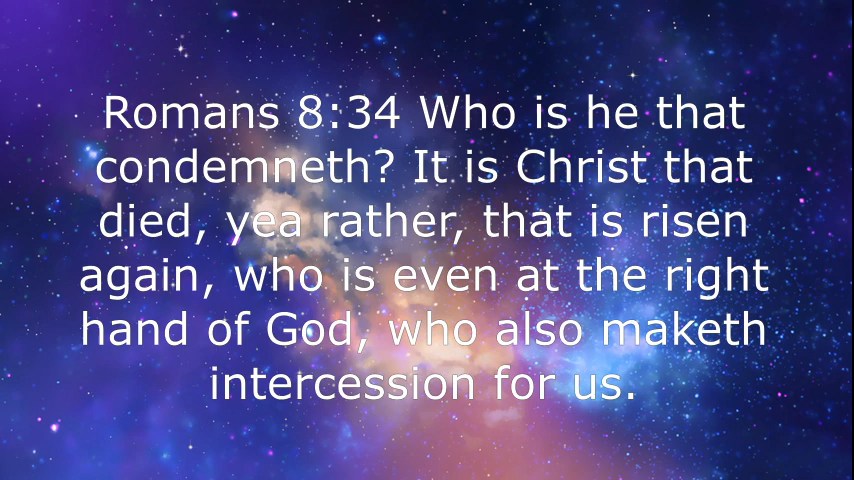 Romans 8:34 Who is he that
condemneth? It is Christ that
died, yea rather, that is risen
again, who is even at the right
hand of God, who also maketh
intercession for us.